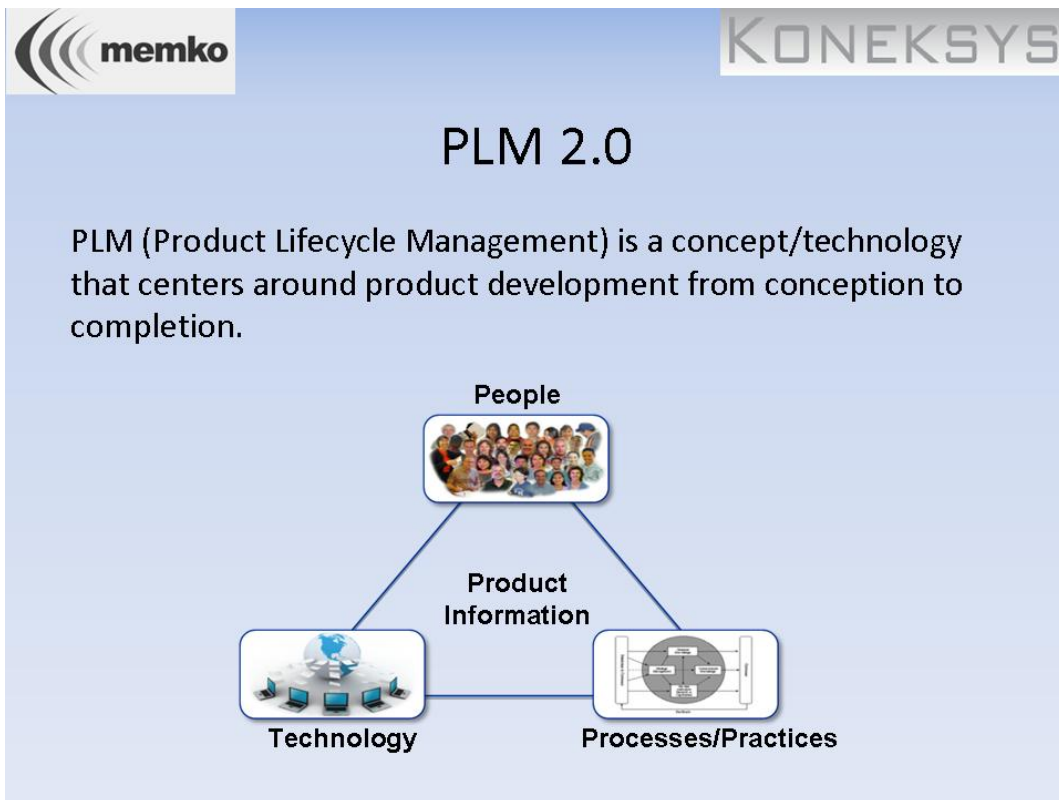 memko
KONEKSYS
PLM 2.0
PLM (Product Lifecycle Management) is a concept/technology
that centers around product development from conception to
completion.
People
Product
Information
Technology
Processes/Practices